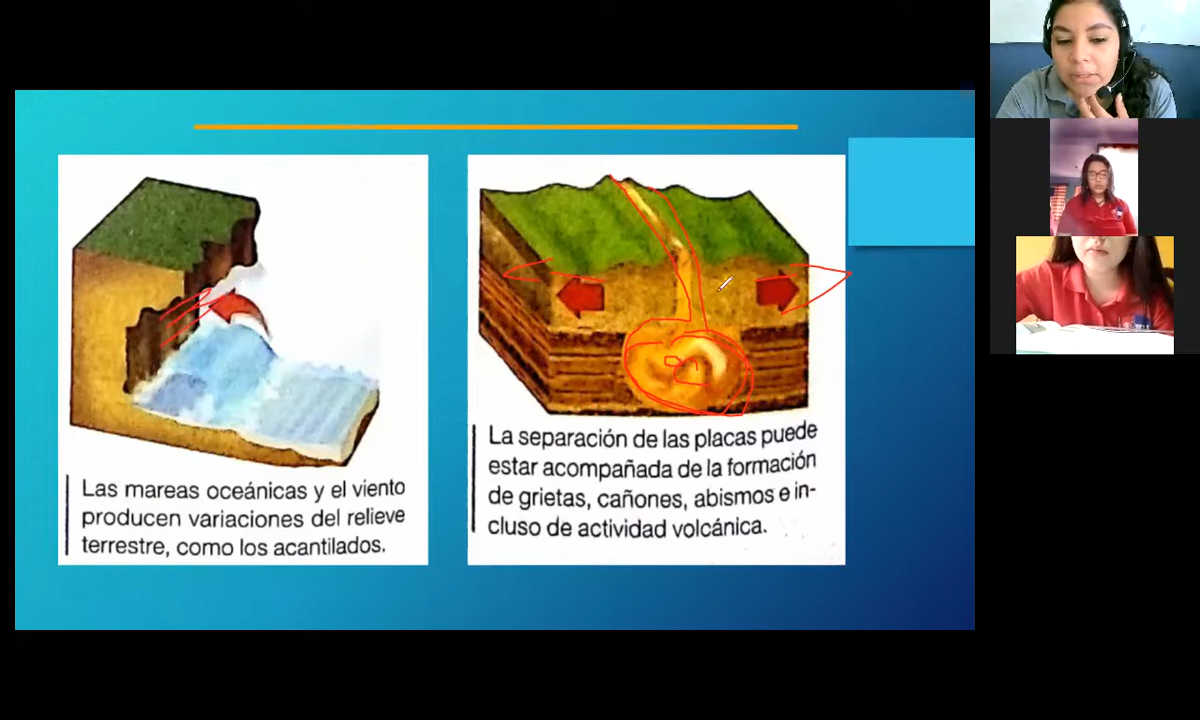 Las mareas oceánicas y el viento
producen variaciones del relieve
terrestre, como los acantilados.
La separación de las placas puede
estar acompañada de la formación
de grietas, cañones, abismos e in-
cluso de actividad volcánica.